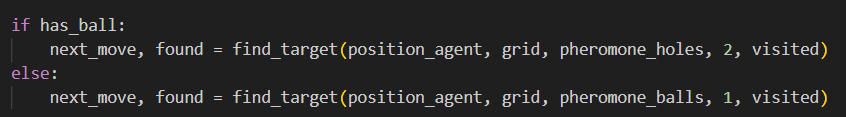 if has_ball:
    next_move, found = find_target(position_agent, grid, pheromone_holes, 2, visited)
else:
    next_move, found = find_target(position_agent, grid, pheromone_balls, 1, visited)